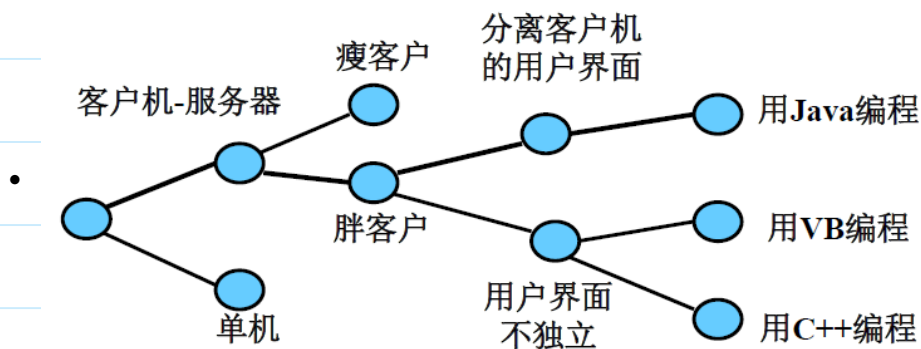 分离客户机
的用户界面
瘦客户
客户机-服务器
用Java编程
胖客户
用VB编程
用户界面
不独立
单机
用C++编程